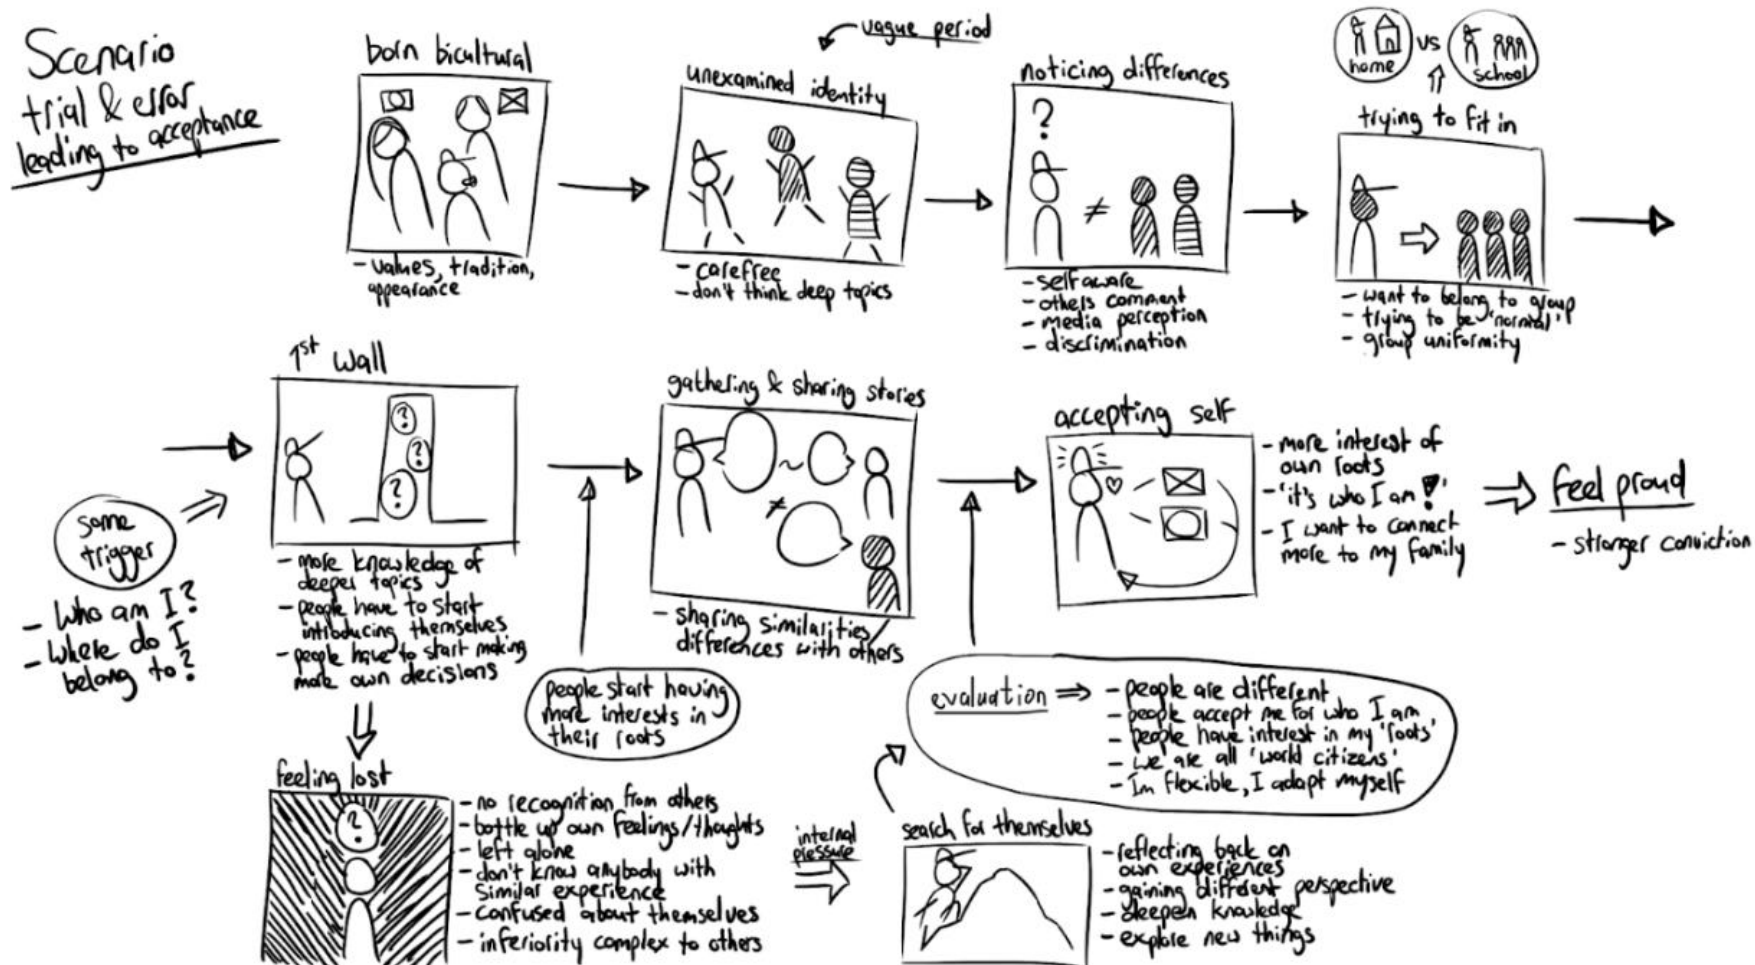 Scenario
trial & error
leading to acceptance
born bicultural
- values, tradition,
appearance
vague period
unexamined identity
- carefree
- don't think deep topics
noticing differences
?
≠
- self aware
- others comment
- media perception
- discrimination
home
vs
school
trying to fit in
- want to belong to group
- trying to be 'normal'
- group uniformity
some
trigger
- Who am I?
- Where do I
belong to?
1st wall
?
?
?
- more knowledge of
deeper topics
- people have to start
introducing themselves
- people have to start making
more own decisions
people start having
more interests in
their roots
gathering & sharing stories
~
≠
- sharing similarities/
differences with others
accepting self
- more interest of
own roots
- 'it's who I am!'
- I want to connect
more to my family
feel proud
- stronger conviction
feeling lost
?
- no recognition from others
- bottle up own feelings/thoughts
- left alone
- don't know anybody with
similar experience
- confused about themselves
- inferiority complex to others
internal
pressure
search for themselves
- reflecting back on
own experiences
- gaining different perspective
- deepen knowledge
- explore new things
evaluation
- people are different
- people accept me for who I am
- people have interest in my 'roots'
- we are all 'world citizens'
- Im flexible, I adapt myself